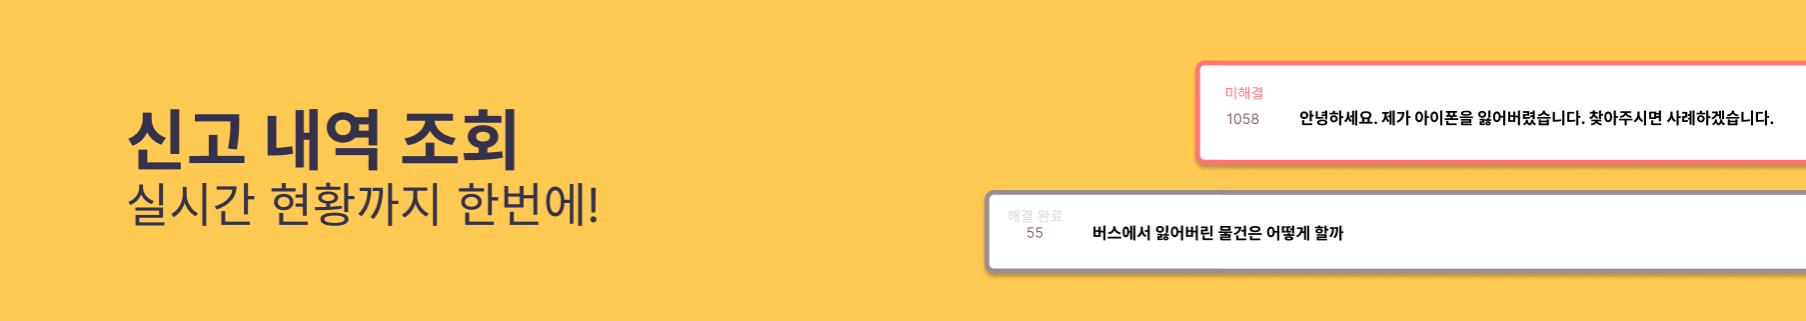 신고 내역 조회
실시간 현황까지 한번에!
미해결
1058
안녕하세요. 제가 아이폰을 잃어버렸습니다. 찾아주시면 사례하겠습니다.
해결 완료
55
버스에서 잃어버린 물건은 어떻게 할까